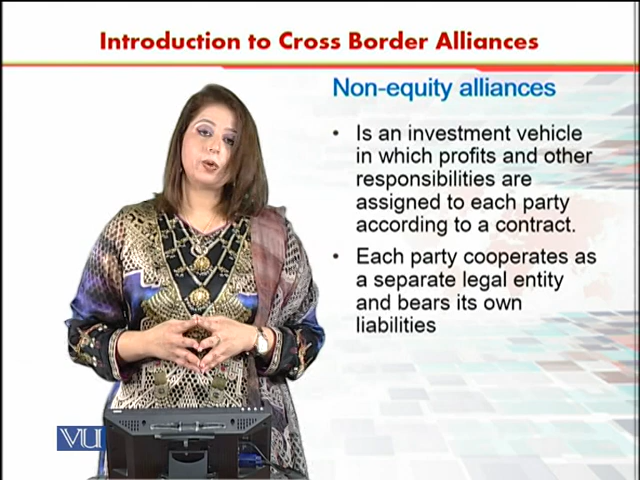 Introduction to Cross Border Alliances
Non-equity alliances
• Is an investment vehicle
in which profits and other
responsibilities are
assigned to each party
according to a contract.
• Each party cooperates as
a separate legal entity
and bears its own
liabilities
VU